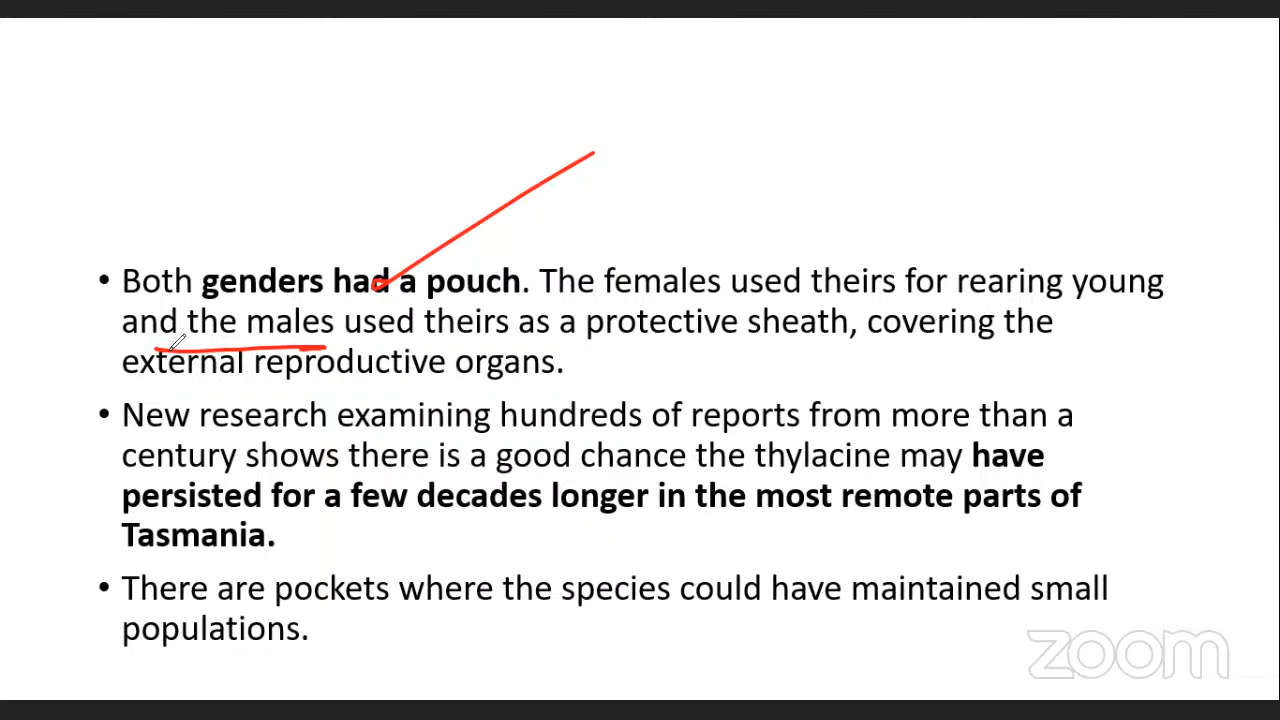 • Both genders had a pouch. The females used theirs for rearing young
and the males used theirs as a protective sheath, covering the
external reproductive organs.
• New research examining hundreds of reports from more than a
century shows there is a good chance the thylacine may have
persisted for a few decades longer in the most remote parts of
Tasmania.
• There are pockets where the species could have maintained small
populations.
zoom